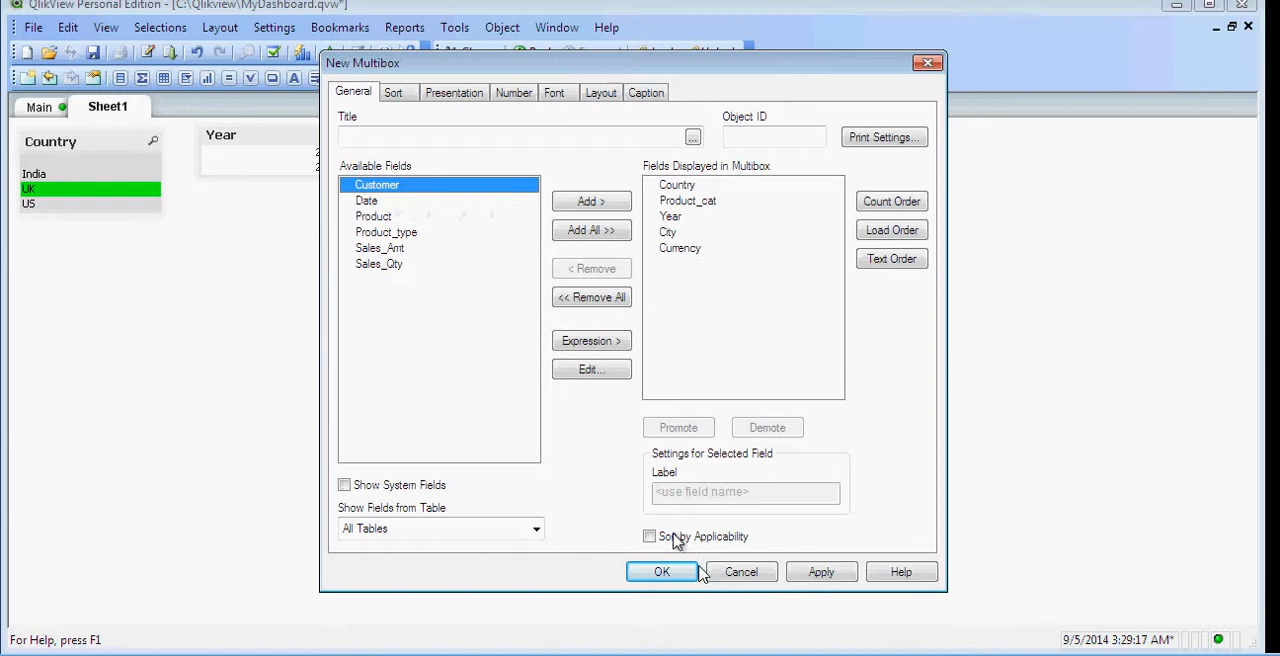 QlikView Personal Edition - [C:\Qlikview\MyDashboard.qvw*]
File Edit View Selections Layout Settings Bookmarks Reports Tools Object Window Help
Main Sheet1
Country
India
UK
US
Year
New Multibox
General Sort Presentation Number Font Layout Caption
Title
Object ID
...
Print Settings...
Available Fields
Customer
Date
Product
Product_type
Sales_Amt
Sales_Qty
Add >
Add All >>
< Remove
<< Remove All
Expression >
Edit...
Fields Displayed in Multibox
Country
Product_cat
Year
City
Currency
Count Order
Load Order
Text Order
Promote Demote
Settings for Selected Field
Label
<use field name>
Show System Fields
Show Fields from Table
All Tables
by Applicability
OK Cancel Apply Help
For Help, press F1
9/5/2014 3:29:17 AM*